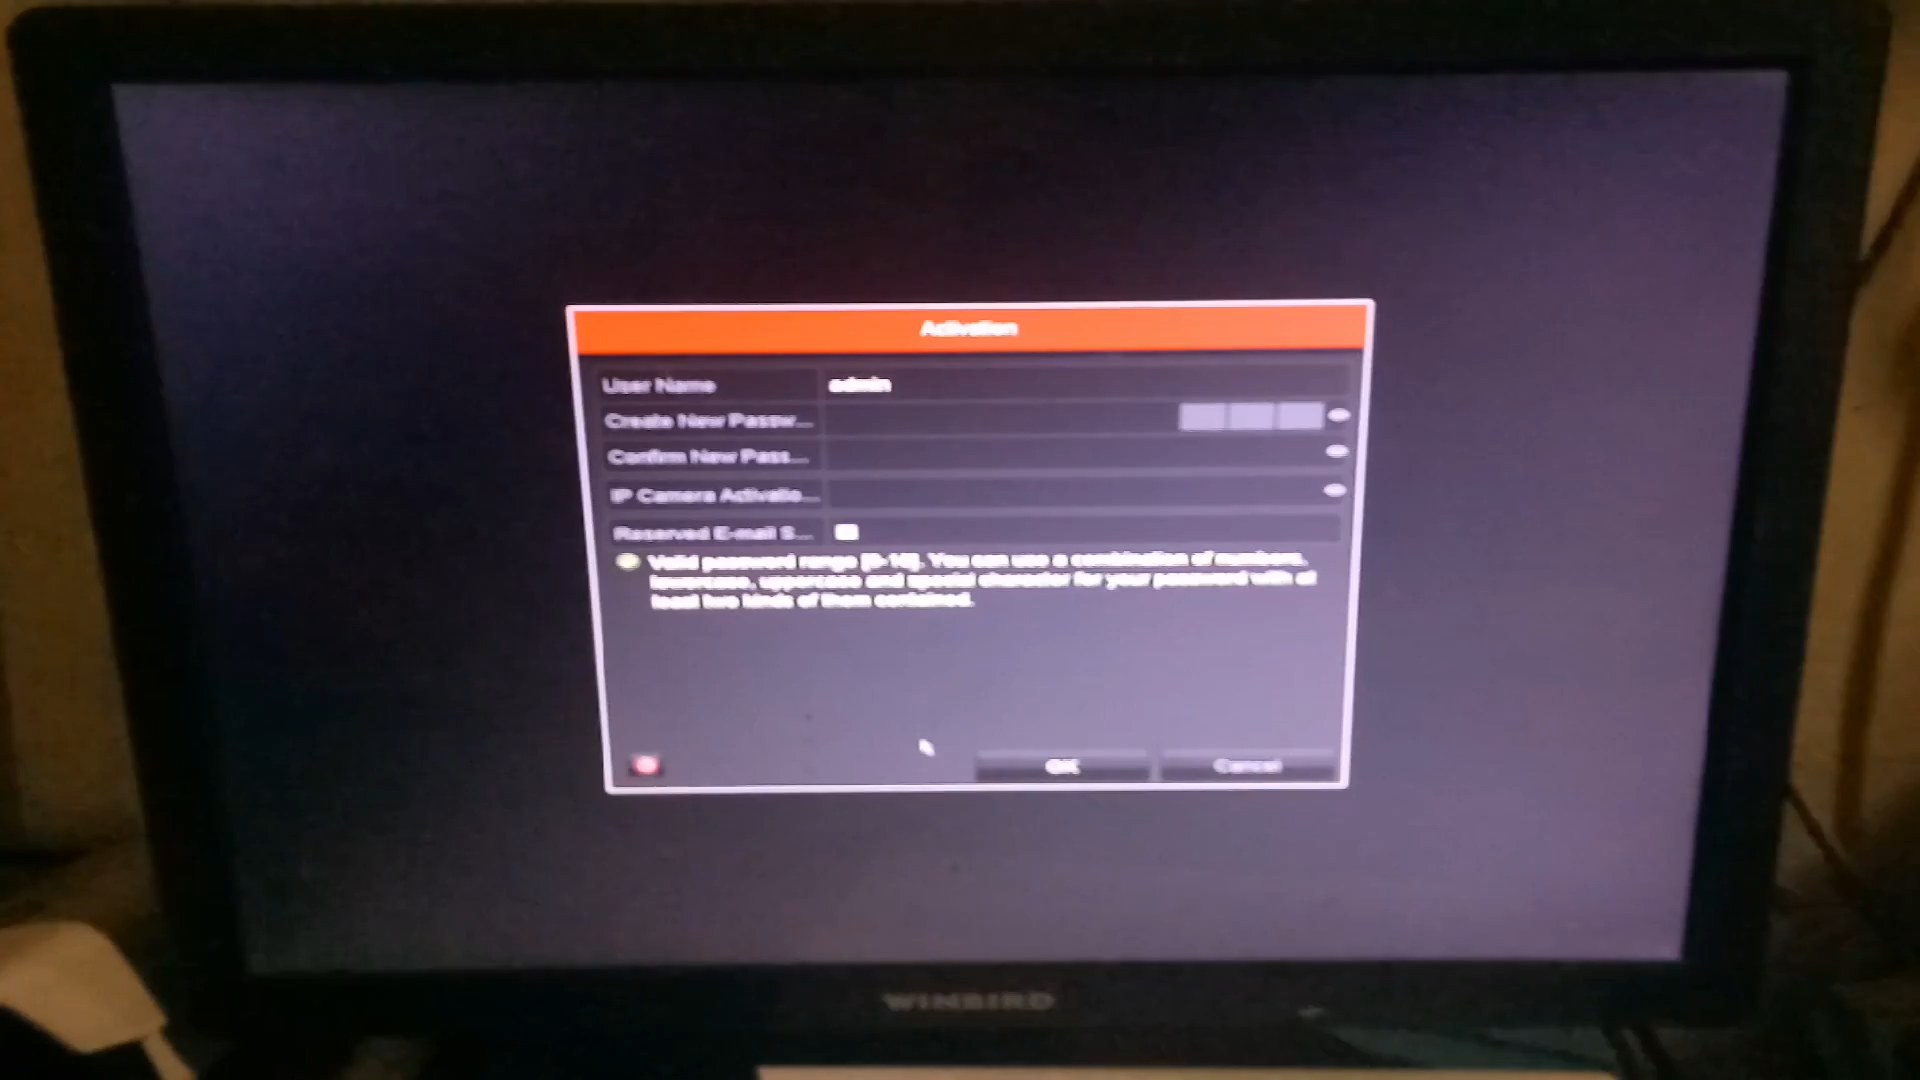 Activation
User Name admin
Create New Passw...
Confirm New Pass...
IP Camera Activatio...
Reserved E-mail S...
Valid password range [8-16]. You can use a combination of numbers,
lowercase, uppercase and special character for your password with at
least two kinds of them contained.
OK Cancel
WINBIRD